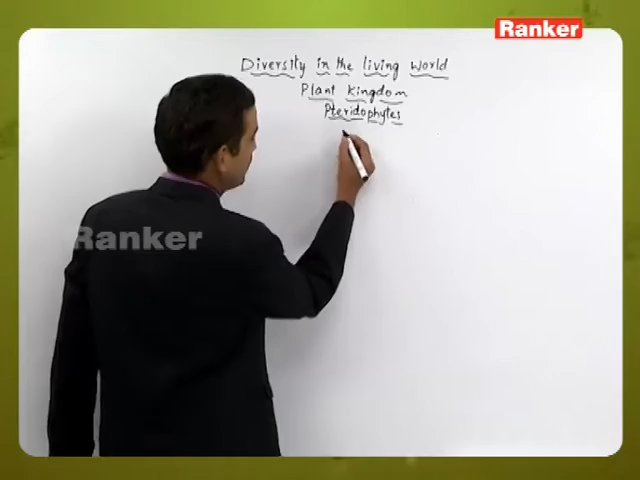 Ranker
Diversity in the living world
Plant Kingdom
Pteridophytes
Ranker